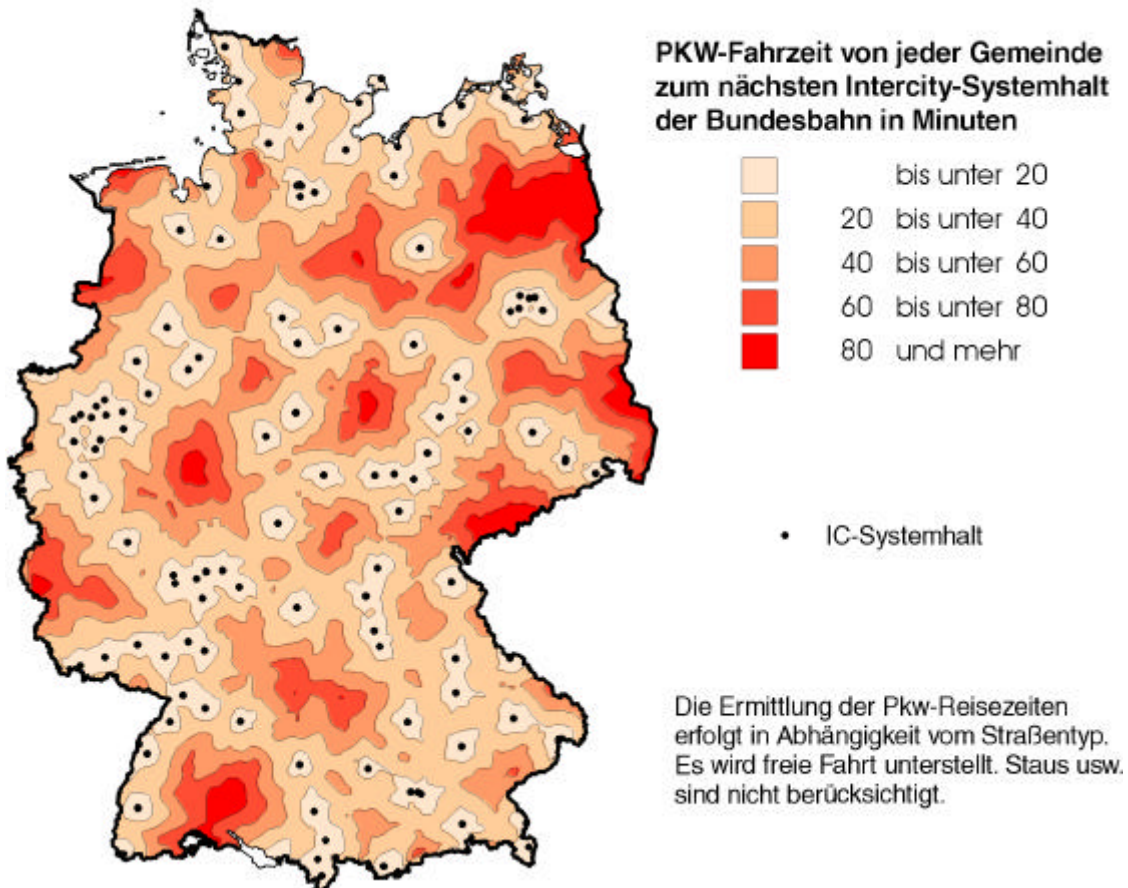 PKW-Fahrzeit von jeder Gemeinde
zum nächsten Intercity-Systemhalt
der Bundesbahn in Minuten
bis unter 20
20 bis unter 40
40 bis unter 60
60 bis unter 80
80 und mehr
IC-Systemhalt
Die Ermittlung der Pkw-Reisezeiten
erfolgt in Abhängigkeit vom Straßentyp.
Es wird freie Fahrt unterstellt. Staus usw.
sind nicht berücksichtigt.